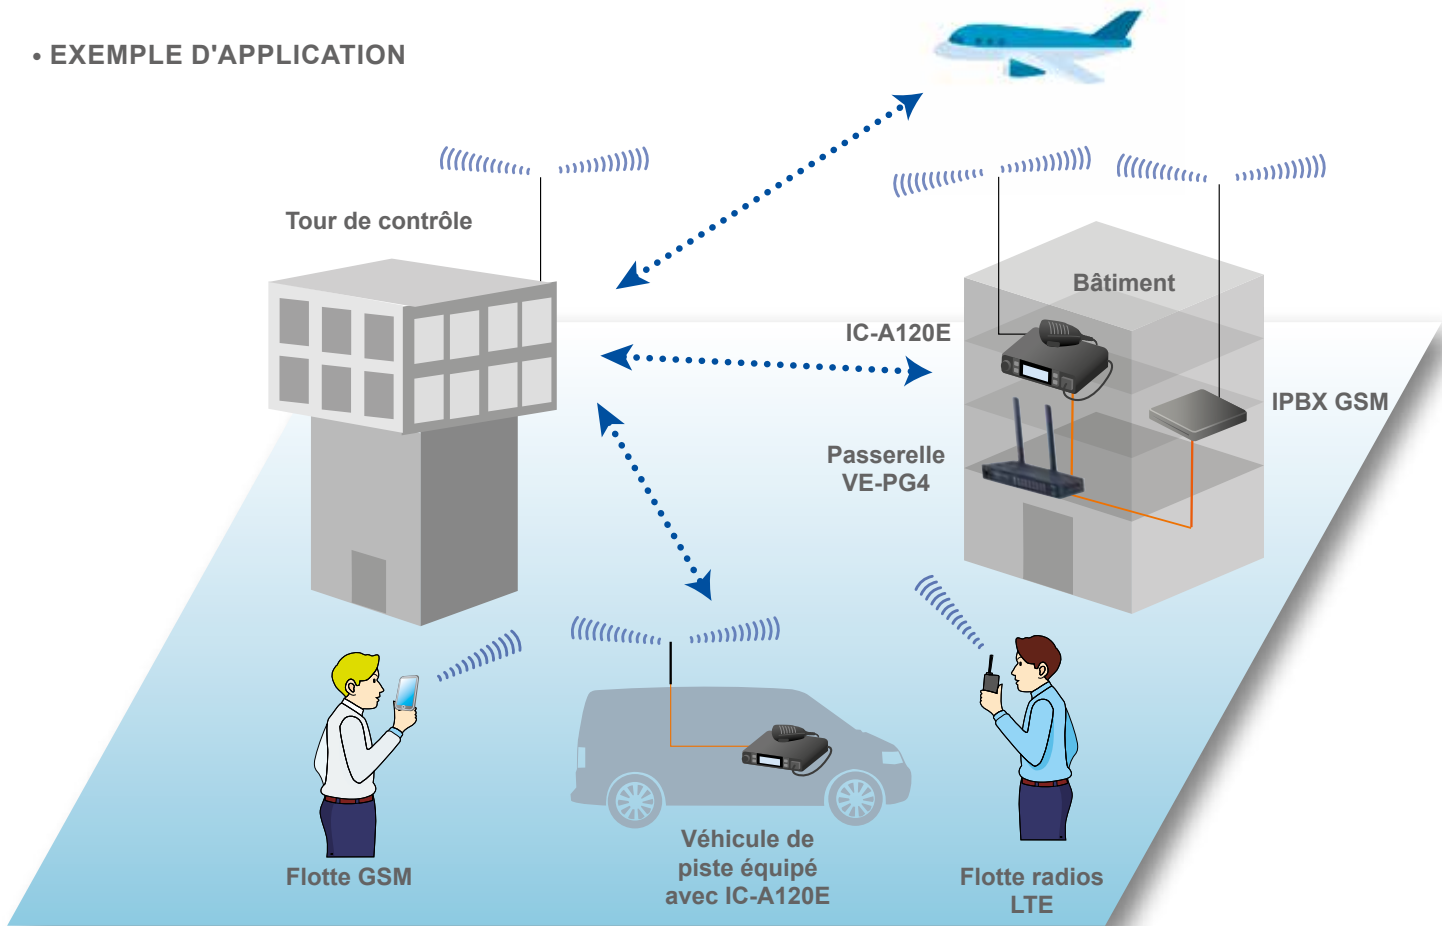 • EXEMPLE D'APPLICATION
Tour de contrôle
Bâtiment
IC-A120E
IPBX GSM
Passerelle
VE-PG4
Flotte GSM
Véhicule de
piste équipé
avec IC-A120E
Flotte radios
LTE